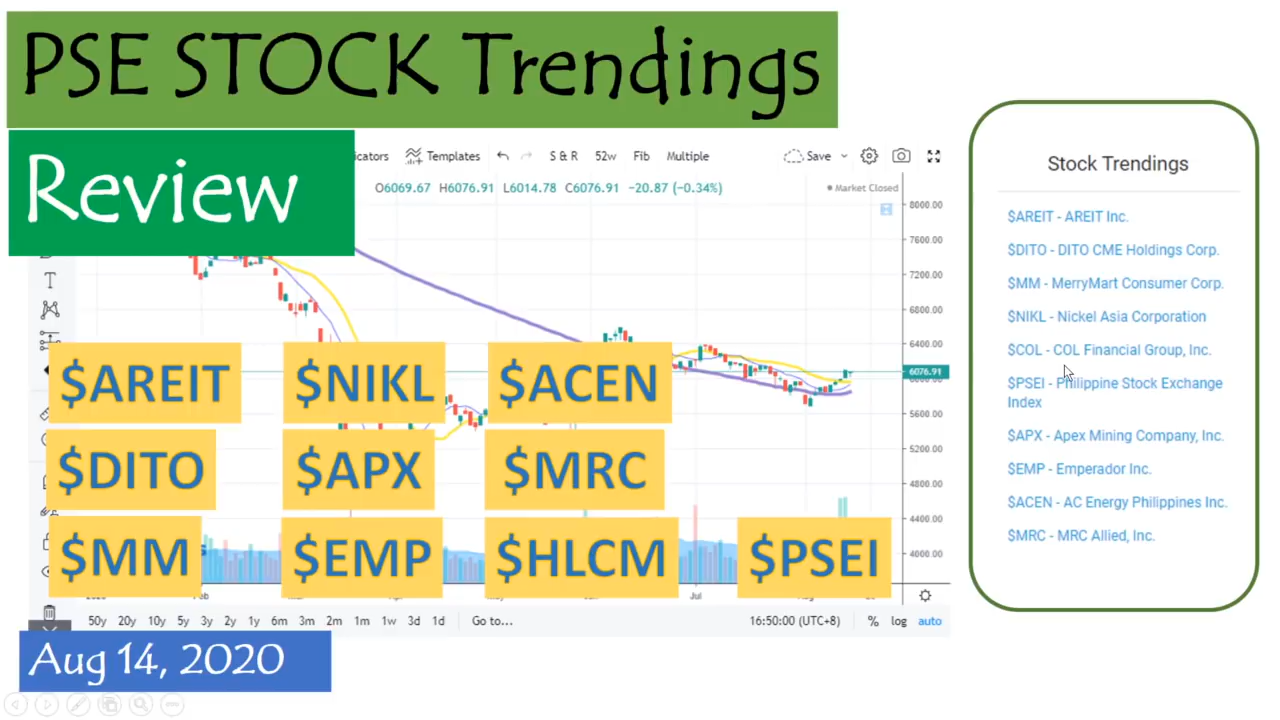 PSE STOCK Trendings
Review
icators Templates S & R 52w Fib Multiple Save
O6069.67 H6076.91 L6014.78 C6076.91 −20.87 (−0.34%)
Market Closed
8000.00
7600.00
7200.00
6800.00
6400.00
6076.91
6000.00
5600.00
5200.00
4800.00
4400.00
4000.00
$AREIT $NIKL $ACEN
$DITO $APX $MRC
$MM $EMP $HLCM $PSEI
Feb Jul
50y 20y 10y 5y 3y 2y 1y 6m 3m 2m 1m 1w 3d 1d Go to... 16:50:00 (UTC+8) % log auto
Aug 14, 2020
Stock Trendings
$AREIT - AREIT Inc.
$DITO - DITO CME Holdings Corp.
$MM - MerryMart Consumer Corp.
$NIKL - Nickel Asia Corporation
$COL - COL Financial Group, Inc.
$PSEI - Philippine Stock Exchange
Index
$APX - Apex Mining Company, Inc.
$EMP - Emperador Inc.
$ACEN - AC Energy Philippines Inc.
$MRC - MRC Allied, Inc.